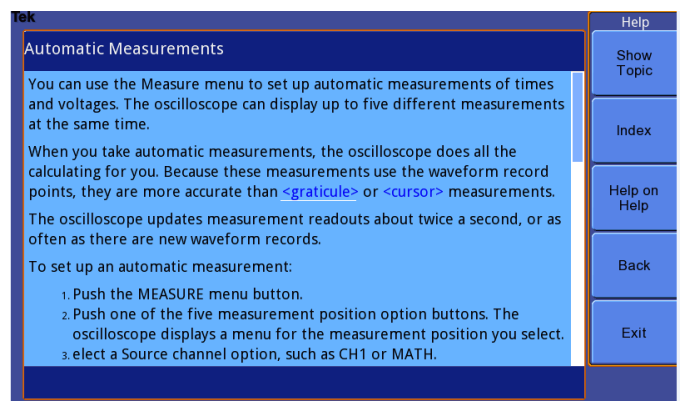 Tek
Automatic Measurements
You can use the Measure menu to set up automatic measurements of times
and voltages. The oscilloscope can display up to five different measurements
at the same time.
When you take automatic measurements, the oscilloscope does all the
calculating for you. Because these measurements use the waveform record
points, they are more accurate than <graticule> or <cursor> measurements.
The oscilloscope updates measurement readouts about twice a second, or as
often as there are new waveform records.
To set up an automatic measurement:
1. Push the MEASURE menu button.
2. Push one of the five measurement position option buttons. The
oscilloscope displays a menu for the measurement position you select.
3. elect a Source channel option, such as CH1 or MATH.
Help
Show
Topic
Index
Help on
Help
Back
Exit